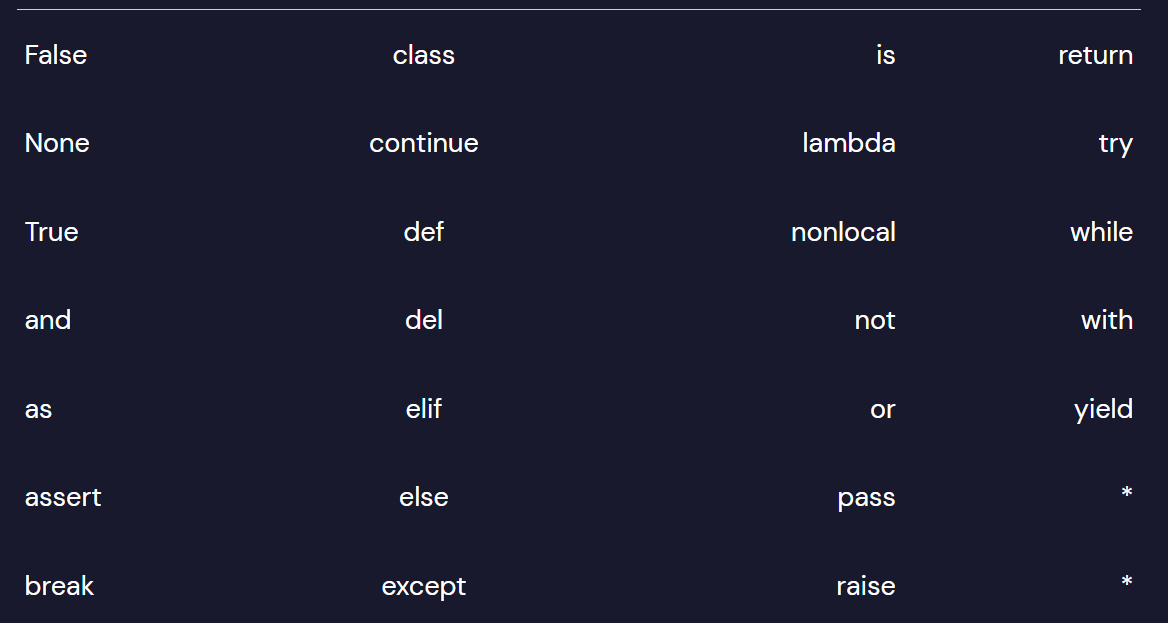 False class is return
None continue lambda try
True def nonlocal while
and del not with
as elif or yield
assert else pass *
break except raise *